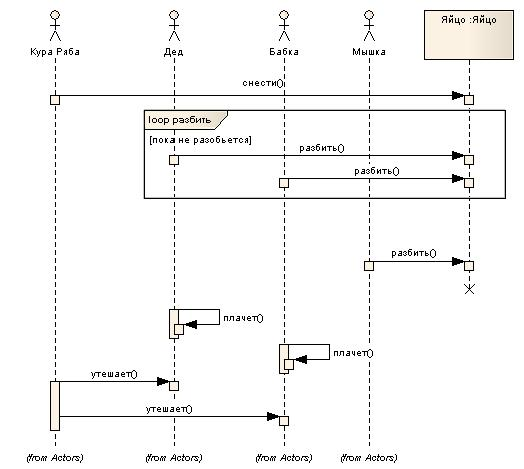 Кура Ряба
Дед
Бабка
Мышка
Яйцо :Яйцо
снести()
loop разбить
[пока не разобьется]
разбить()
разбить()
разбить()
плачет()
плачет()
утешает()
утешает()
(from Actors)
(from Actors)
(from Actors)
(from Actors)